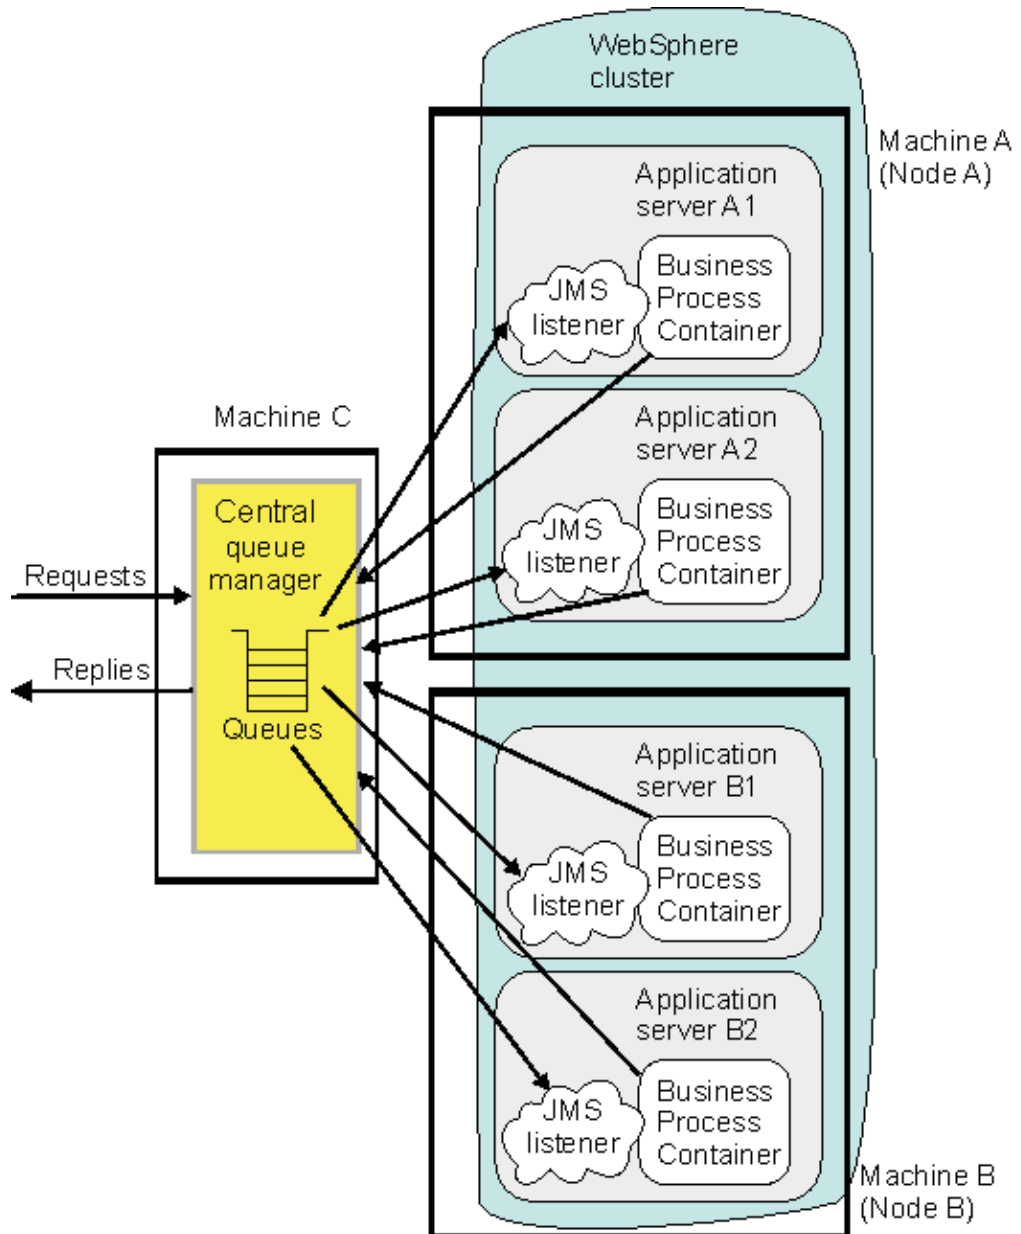 WebSphere
cluster
Machine A
(Node A)
Application
server A1
JMS
listener
Business
Process
Container
Application
server A2
JMS
listener
Business
Process
Container
Machine C
Central
queue
manager
Queues
Requests
Replies
Application
server B1
JMS
listener
Business
Process
Container
Application
server B2
JMS
listener
Business
Process
Container
Machine B
(Node B)